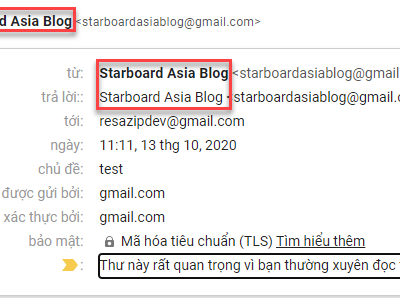 d Asia Blog <starboardasiablog@gmail.com>
từ: Starboard Asia Blog <starboardasiablog@gmail
trả lời:: Starboard Asia Blog <starboardasiablog@gmail.c
tới: resazipdev@gmail.com
ngày: 11:11, 13 thg 10, 2020
chủ đề: test
được gửi bởi: gmail.com
xác thực bởi: gmail.com
bảo mật: Mã hóa tiêu chuẩn (TLS) Tìm hiểu thêm
: Thư này rất quan trọng vì bạn thường xuyên đọc